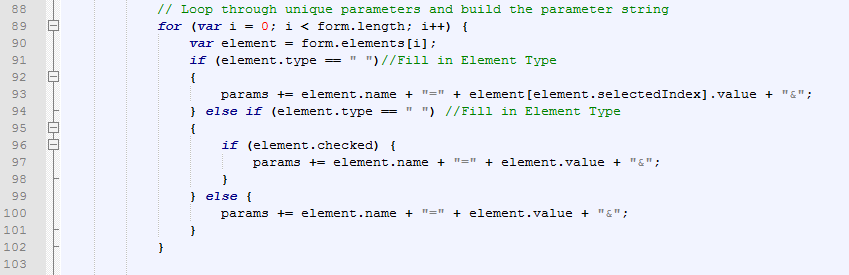 88 // Loop through unique parameters and build the parameter string
89 for (var i = 0; i < form.length; i++) {
90 var element = form.elements[i];
91 if (element.type == " ")//Fill in Element Type
92 {
93 params += element.name + "=" + element[element.selectedIndex].value + "&";
94 } else if (element.type == " ") //Fill in Element Type
95 {
96 if (element.checked) {
97 params += element.name + "=" + element.value + "&";
98 }
99 } else {
100 params += element.name + "=" + element.value + "&";
101 }
102 }
103